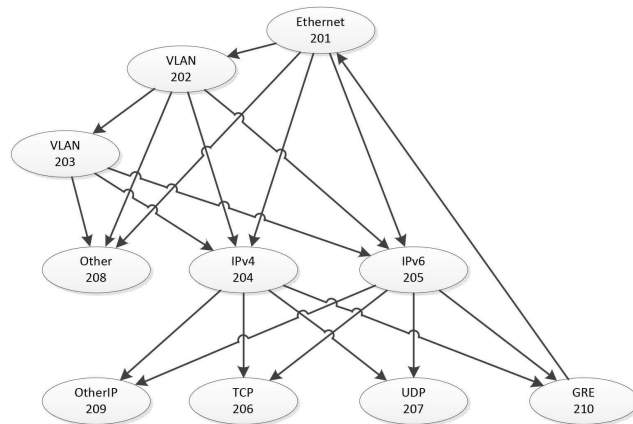 Ethernet
201
VLAN
202
VLAN
203
Other
208
IPv4
204
IPv6
205
OtherIP
209
TCP
206
UDP
207
GRE
210